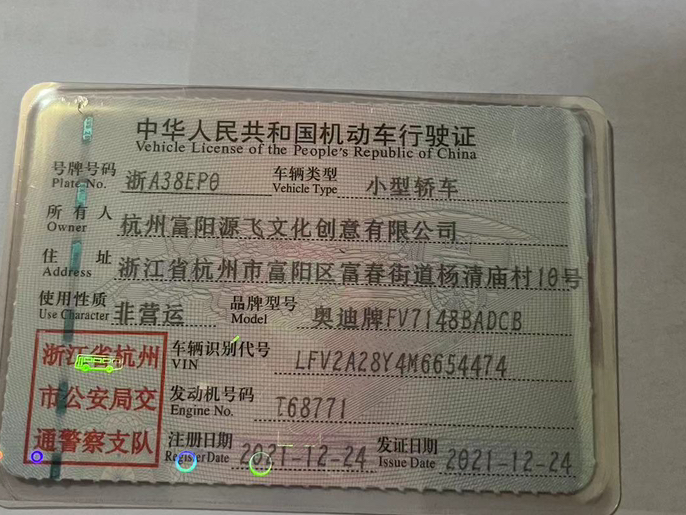 中华人民共和国机动车行驶证
Vehicle License of the People's Republic of China
号牌号码 浙A38EP0 车辆类型 小型轿车
Plate No. Vehicle Type
所有人 杭州富阳源飞文化创意有限公司
Owner
住址 浙江省杭州市富阳区富春街道杨清庙村10号
Address
使用性质 非营运 品牌型号 奥迪牌FV7148BADCB
Use Character Model
浙江省杭州 车辆识别代号 LFV2A28Y4M6654474
VIN
市公安局交 发动机号码 T68771
Engine No.
通警察支队 注册日期 2021-12-24 发证日期 2021-12-24
Register Date Issue Date